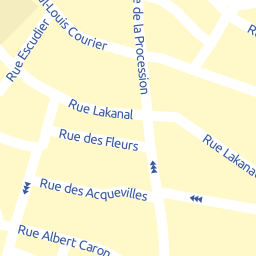 -Louis Courier
Rue Escudier
de la Procession
Rue Lakanal
Rue Lakanal
Rue des Fleurs
Rue des Acquevilles
Rue Albert Caron